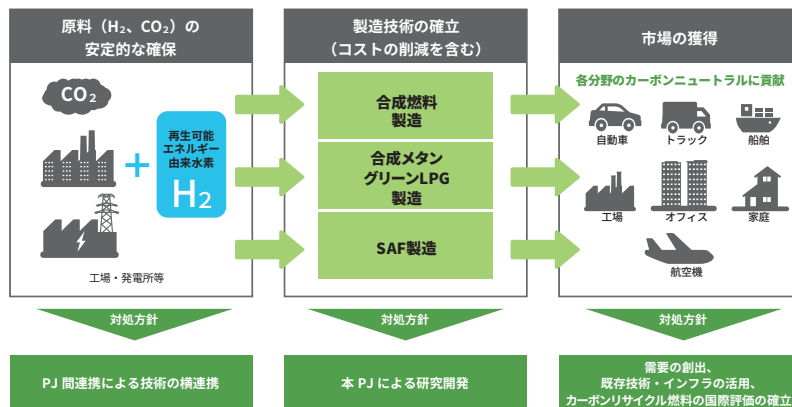 原料（H₂、CO₂）の
安定的な確保
CO₂
再生可能
エネルギー
由来水素
H₂
+
工場・発電所等
対処方針
PJ 間連携による技術の横連携
製造技術の確立
（コストの削減を含む）
合成燃料
製造
合成メタン
グリーンLPG
製造
SAF製造
対処方針
本 PJ による研究開発
市場の獲得
各分野のカーボンニュートラルに貢献
自動車
トラック
船舶
工場
オフィス
家庭
航空機
対処方針
需要の創出、
既存技術・インフラの活用、
カーボンリサイクル燃料の国際評価の確立